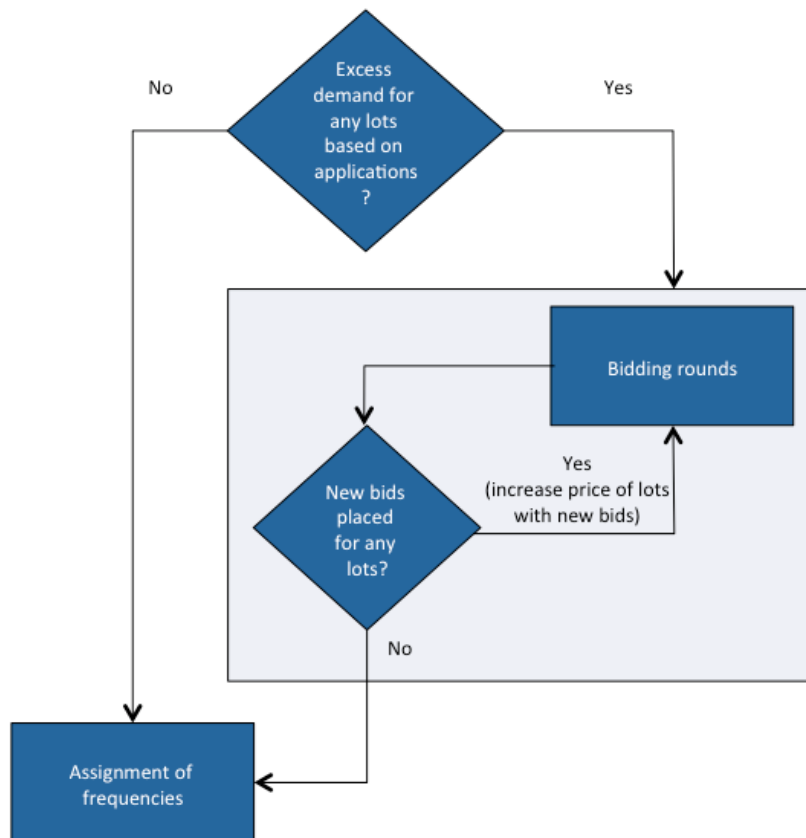 No
Excess
demand for
any lots
based on
applications
?
Yes
Bidding rounds
Yes
(increase price of lots
with new bids)
New bids
placed
for any
lots?
No
Assignment of
frequencies